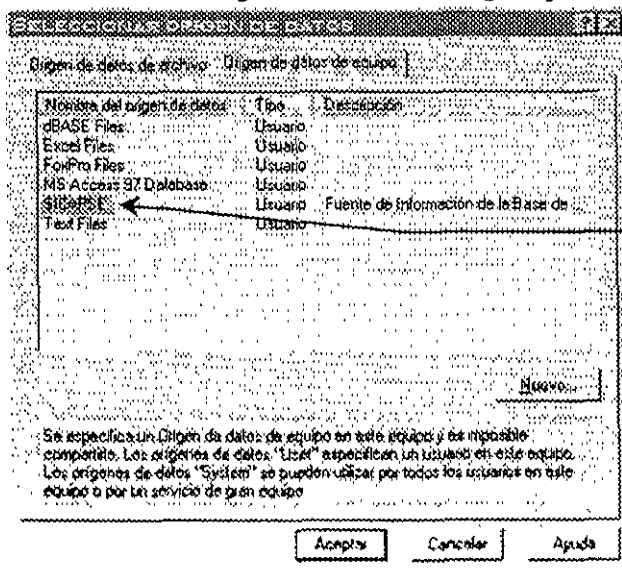 SELECCIONAR ORIGEN DE DATOS
Origen de datos de archivo Origen de datos de equipo
Nombre del origen de datos Tipo Descripción
dBASE Files Usuario
Excel Files Usuario
FoxPro Files Usuario
MS Access 97 Database Usuario
Usuario Fuente de Información de la Base de ...
Text Files Usuario
Nuevo...
Se especifica un Origen de datos de equipo en este equipo y es imposible
compartirlo. Los orígenes de datos "User" especifican un usuario en este equipo.
Los orígenes de datos "System" se pueden utilizar por todos los usuarios en este
equipo o por un servicio de gran equipo
Aceptar Cancelar Ayuda